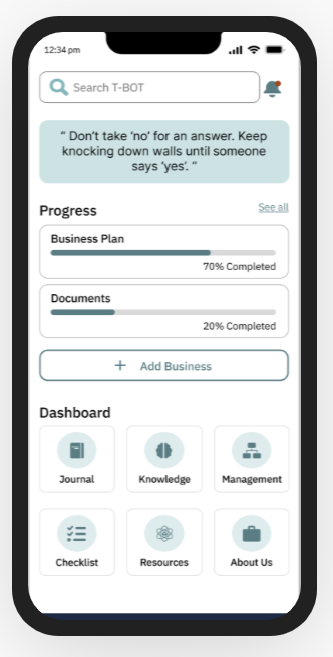 12:34 pm
Search T-BOT
“ Don’t take ‘no’ for an answer. Keep
knocking down walls until someone
says ‘yes’. ”
Progress
See all
Business Plan
70% Completed
Documents
20% Completed
+ Add Business
Dashboard
Journal
Knowledge
Management
Checklist
Resources
About Us